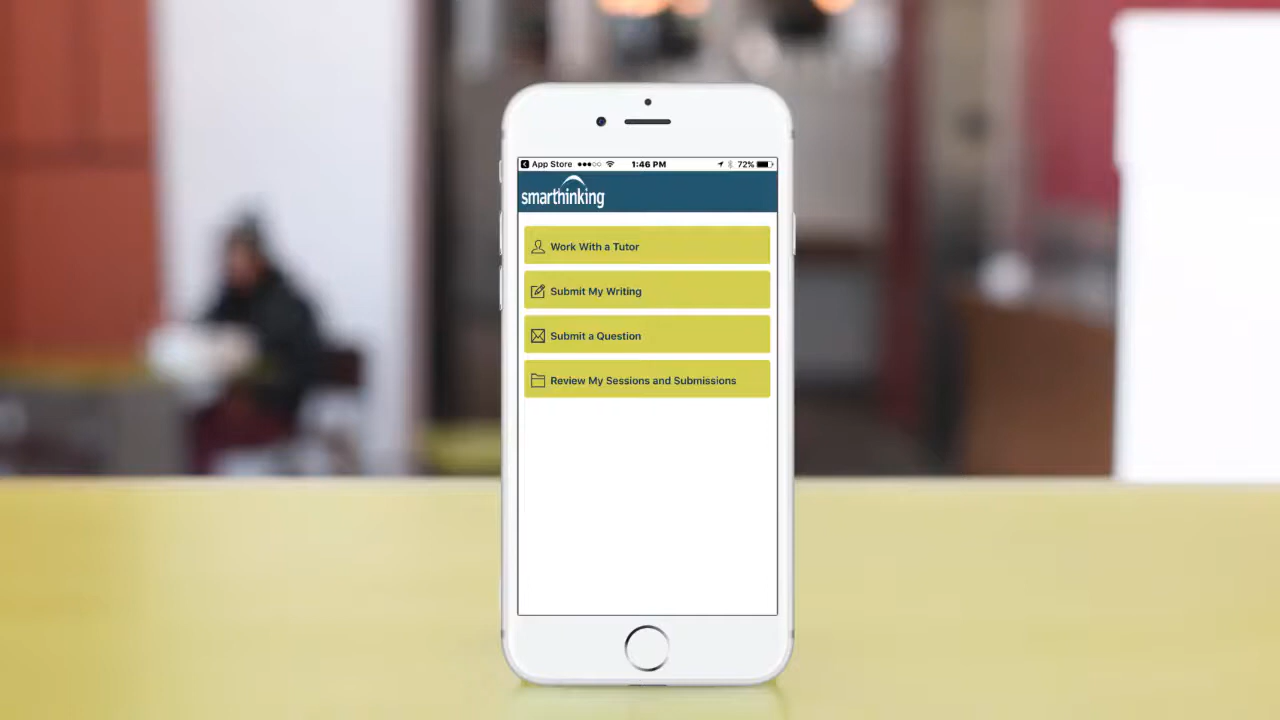 App Store 1:46 PM 72%
smarthinking
Work With a Tutor
Submit My Writing
Submit a Question
Review My Sessions and Submissions